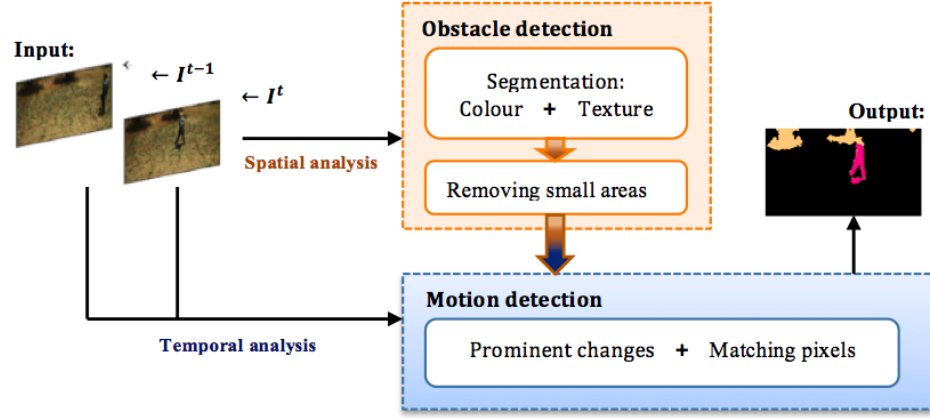 Input:
← I^{t−1}
← I^t
Spatial analysis
Obstacle detection
Segmentation:
Colour + Texture
Removing small areas
Output:
Motion detection
Prominent changes + Matching pixels
Temporal analysis